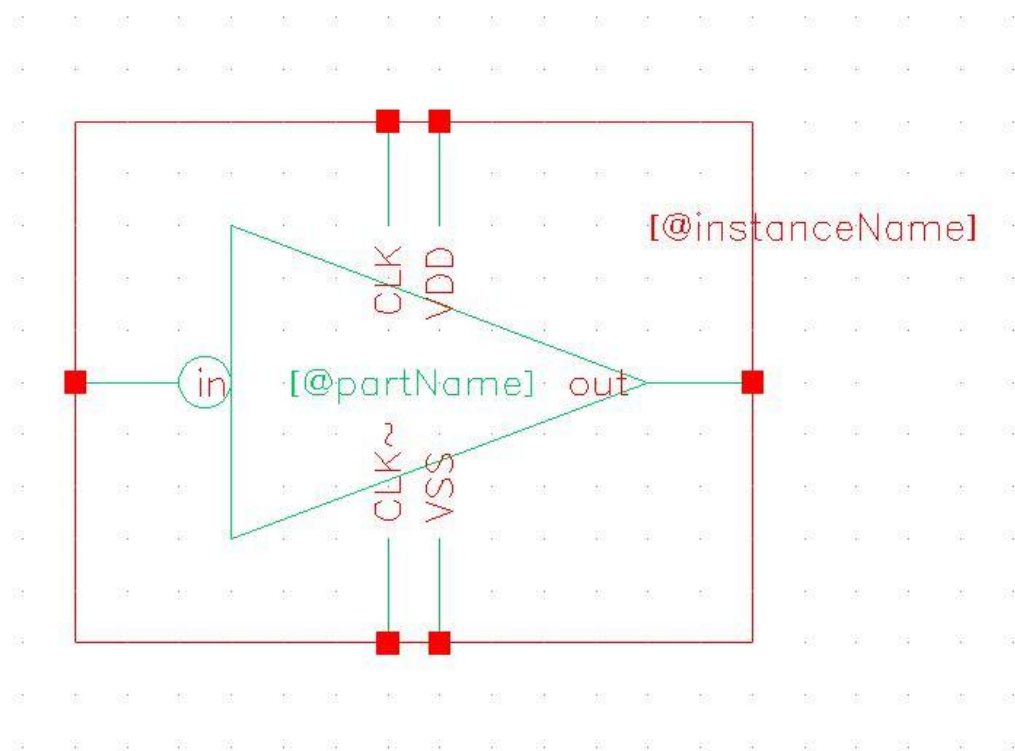 [@instanceName]
CLK
VDD
in
[@partName]
out
CLK~
VSS